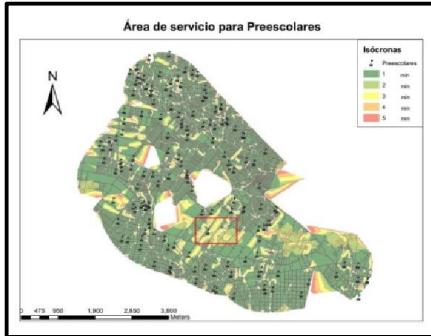 Área de servicio para Preescolares
N
Isócronas
Preescolares
1 min
2 min
3 min
4 min
5 min
0 475 950 1,900 2,850 3,800
Meters